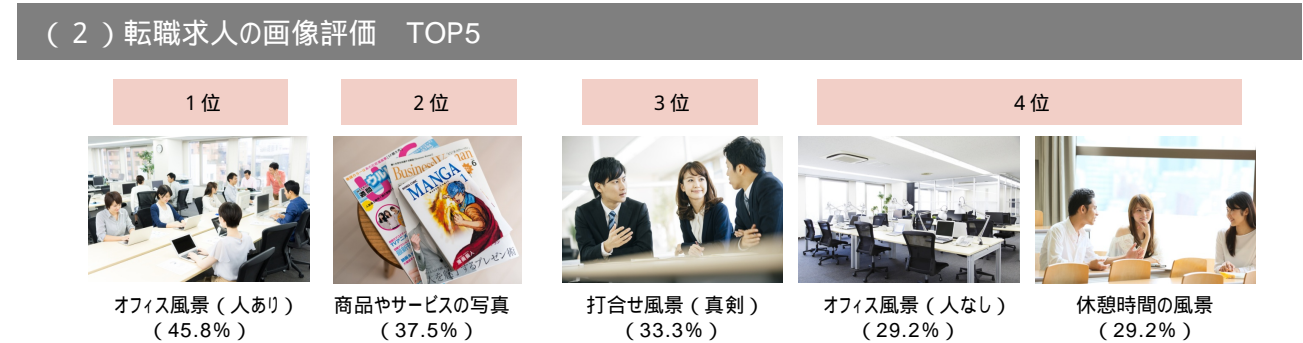 (2)転職求人の画像評価　TOP5
1位
2位
3位
4位
Business Man
MANGA
オフィス風景(人あり)
(45.8%)
商品やサービスの写真
(37.5%)
打合せ風景(真剣)
(33.3%)
オフィス風景(人なし)
(29.2%)
休憩時間の風景
(29.2%)